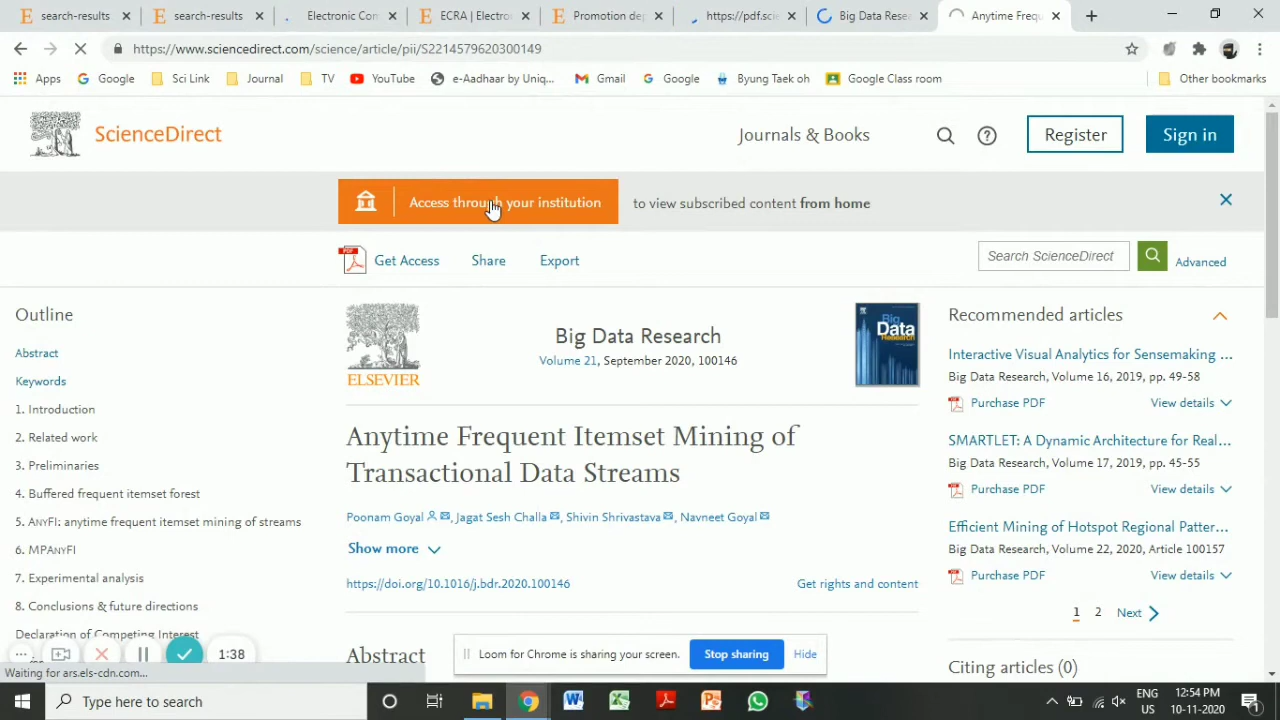 search-results
search-results
Electronic Con
ECRA | Electro
Promotion de
https://pdf.scie
Big Data Resea
Anytime Frequ
https://www.sciencedirect.com/science/article/pii/S2214579620300149
Apps
Google
Sci Link
Journal
TV
YouTube
e-Aadhaar by Uniq...
Gmail
Google
Byung Taek oh
Google Class room
Other bookmarks
ScienceDirect
Journals & Books
Register
Sign in
Access through your institution
to view subscribed content from home
Get Access
Share
Export
Search ScienceDirect
Advanced
Outline
Abstract
Keywords
1. Introduction
2. Related work
3. Preliminaries
4. Buffered frequent itemset forest
5. ANYFI: anytime frequent itemset mining of streams
6. MPANYFI
7. Experimental analysis
8. Conclusions & future directions
Declaration of Competing Interest
ELSEVIER
Big Data Research
Volume 21, September 2020, 100146
Big
Data
Research
Anytime Frequent Itemset Mining of
Transactional Data Streams
Poonam Goyal, Jagat Sesh Challa, Shivin Shrivastava, Navneet Goyal
Show more
https://doi.org/10.1016/j.bdr.2020.100146
Get rights and content
Abstract
Recommended articles
Interactive Visual Analytics for Sensemaking ...
Big Data Research, Volume 16, 2019, pp. 49-58
Purchase PDF
View details
SMARTLET: A Dynamic Architecture for Real...
Big Data Research, Volume 17, 2019, pp. 45-55
Purchase PDF
View details
Efficient Mining of Hotspot Regional Patter...
Big Data Research, Volume 22, 2020, Article 100157
Purchase PDF
View details
1 2 Next
Citing articles (0)
1:38
Loom for Chrome is sharing your screen.
Stop sharing
Hide
Waiting for ars.els-cdn.com...
Type here to search
ENG
US
12:54 PM
10-11-2020
1